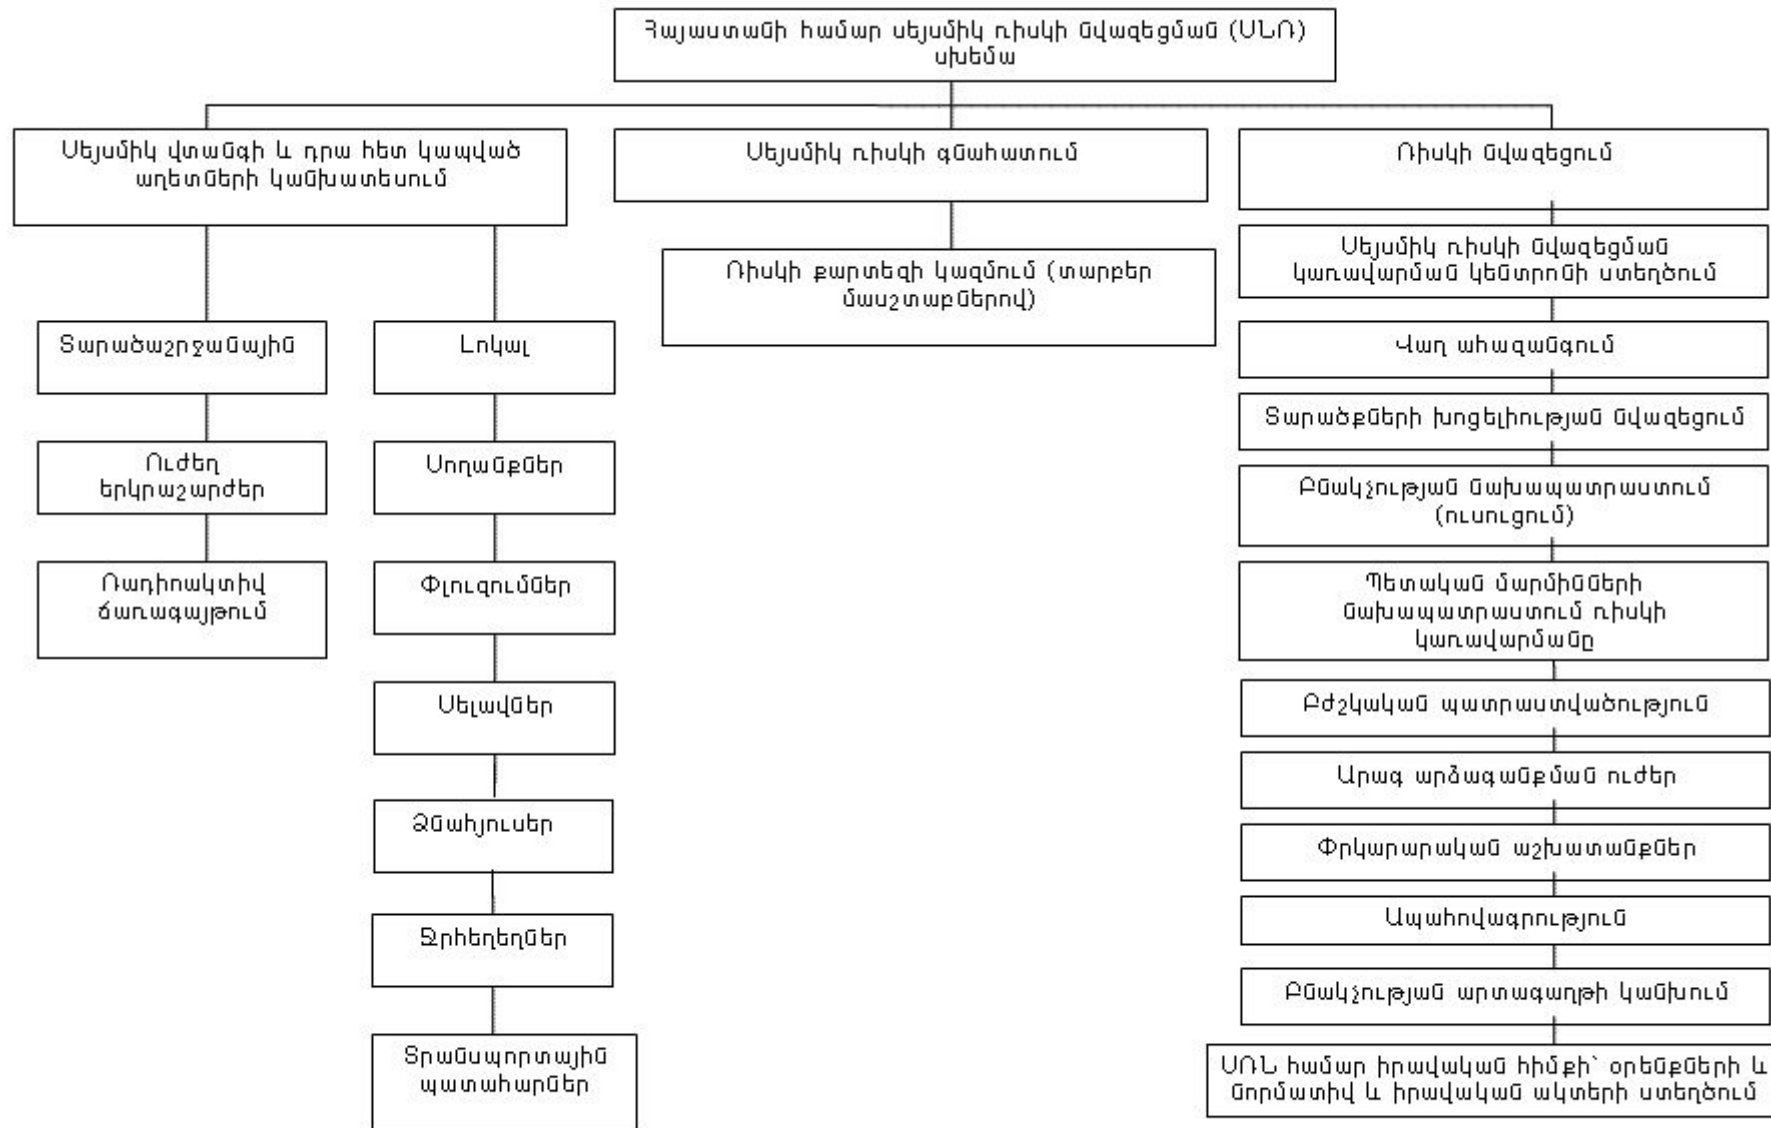 Հայաստանի համար սեյսմիկ ռիսկի նվազեցման (ՍՆՌ)
սխեմա
Սեյսմիկ վտանգի և դրա հետ կապված
աղետների կանխատեսում
Տարածաշրջանային
Ուժեղ
երկրաշարժեր
Ռադիոակտիվ
ճառագայթում
Լոկալ
Սողանքներ
Փլուզումներ
Սելավներ
Ձնահյուսեր
Ջրհեղեղներ
Տրանսպորտային
պատահարներ
Սեյսմիկ ռիսկի գնահատում
Ռիսկի քարտեզի կազմում (տարբեր
մասշտաբներով)
Ռիսկի նվազեցում
Սեյսմիկ ռիսկի նվազեցման
կառավարման կենտրոնի ստեղծում
Վաղ ահազանգում
Տարածքների խոցելիության նվազեցում
Բնակչության նախապատրաստում
(ուսուցում)
Պետական մարմինների
նախապատրաստում ռիսկի
կառավարմանը
Բժշկական պատրաստվածություն
Արագ արձագանքման ուժեր
Փրկարարական աշխատանքներ
Ապահովագրություն
Բնակչության արտագաղթի կանխում
ՍՌՆ համար իրավական հիմքի՝ օրենքների և
նորմատիվ և իրավական ակտերի ստեղծում